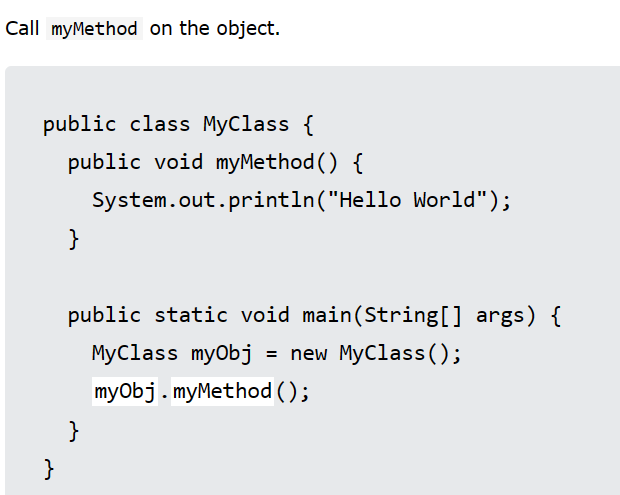 Call myMethod on the object.
public class MyClass {
  public void myMethod() {
    System.out.println("Hello World");
  }
  public static void main(String[] args) {
    MyClass myObj = new MyClass();
    myObj.myMethod();
  }
}